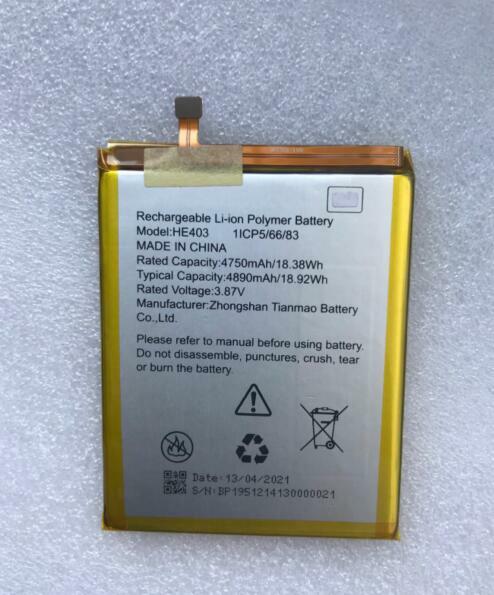 Rechargeable Li-ion Polymer Battery
Model:HE403 1ICP5/66/83
MADE IN CHINA
Rated Capacity:4750mAh/18.38Wh
Typical Capacity:4890mAh/18.92Wh
Rated Voltage:3.87V
Manufacturer:Zhongshan Tianmao Battery
Co.,Ltd.
Please refer to manual before using battery.
Do not disassemble, punctures, crush, tear
or burn the battery.
Date: 13/04/2021
S/N:BP1951214130000021